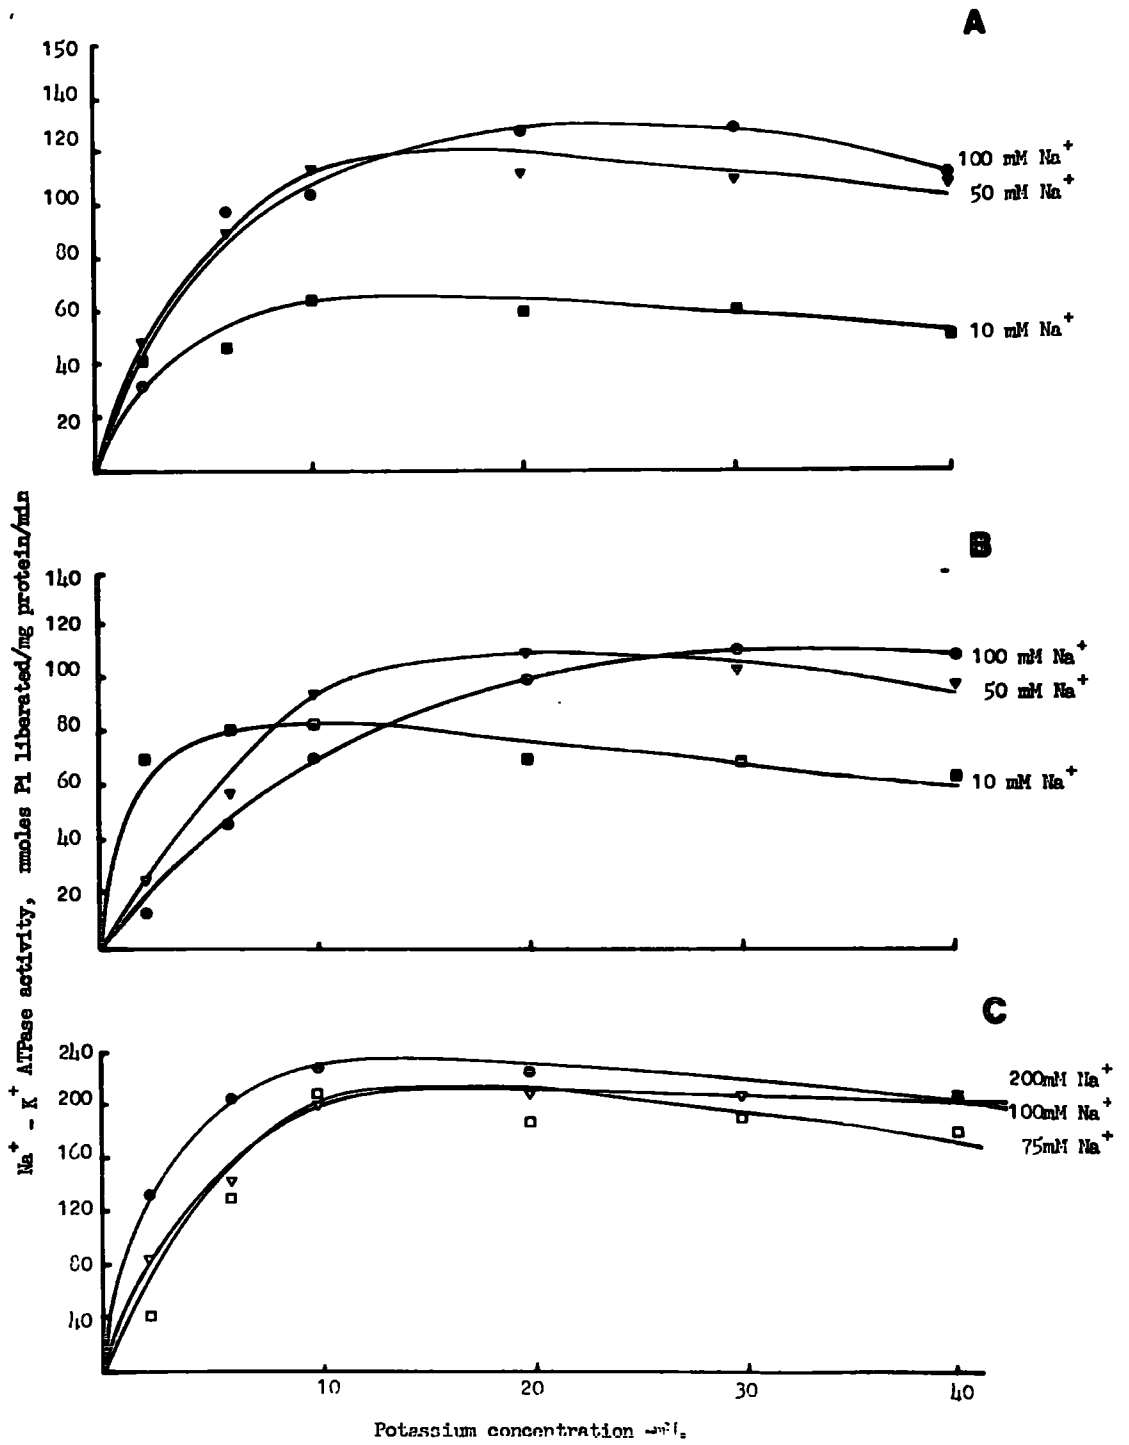 A
150
140
120
100
80
60
40
20
100 mM Na+
50 mM Na+
10 mM Na+
Na+ - K+ ATPase activity, nmoles Pi liberated/mg protein/min
B
140
120
100
80
60
40
20
100 mM Na+
50 mM Na+
10 mM Na+
C
240
200
160
120
80
40
200mM Na+
100mM Na+
75mM Na+
10 20 30 40
Potassium concentration